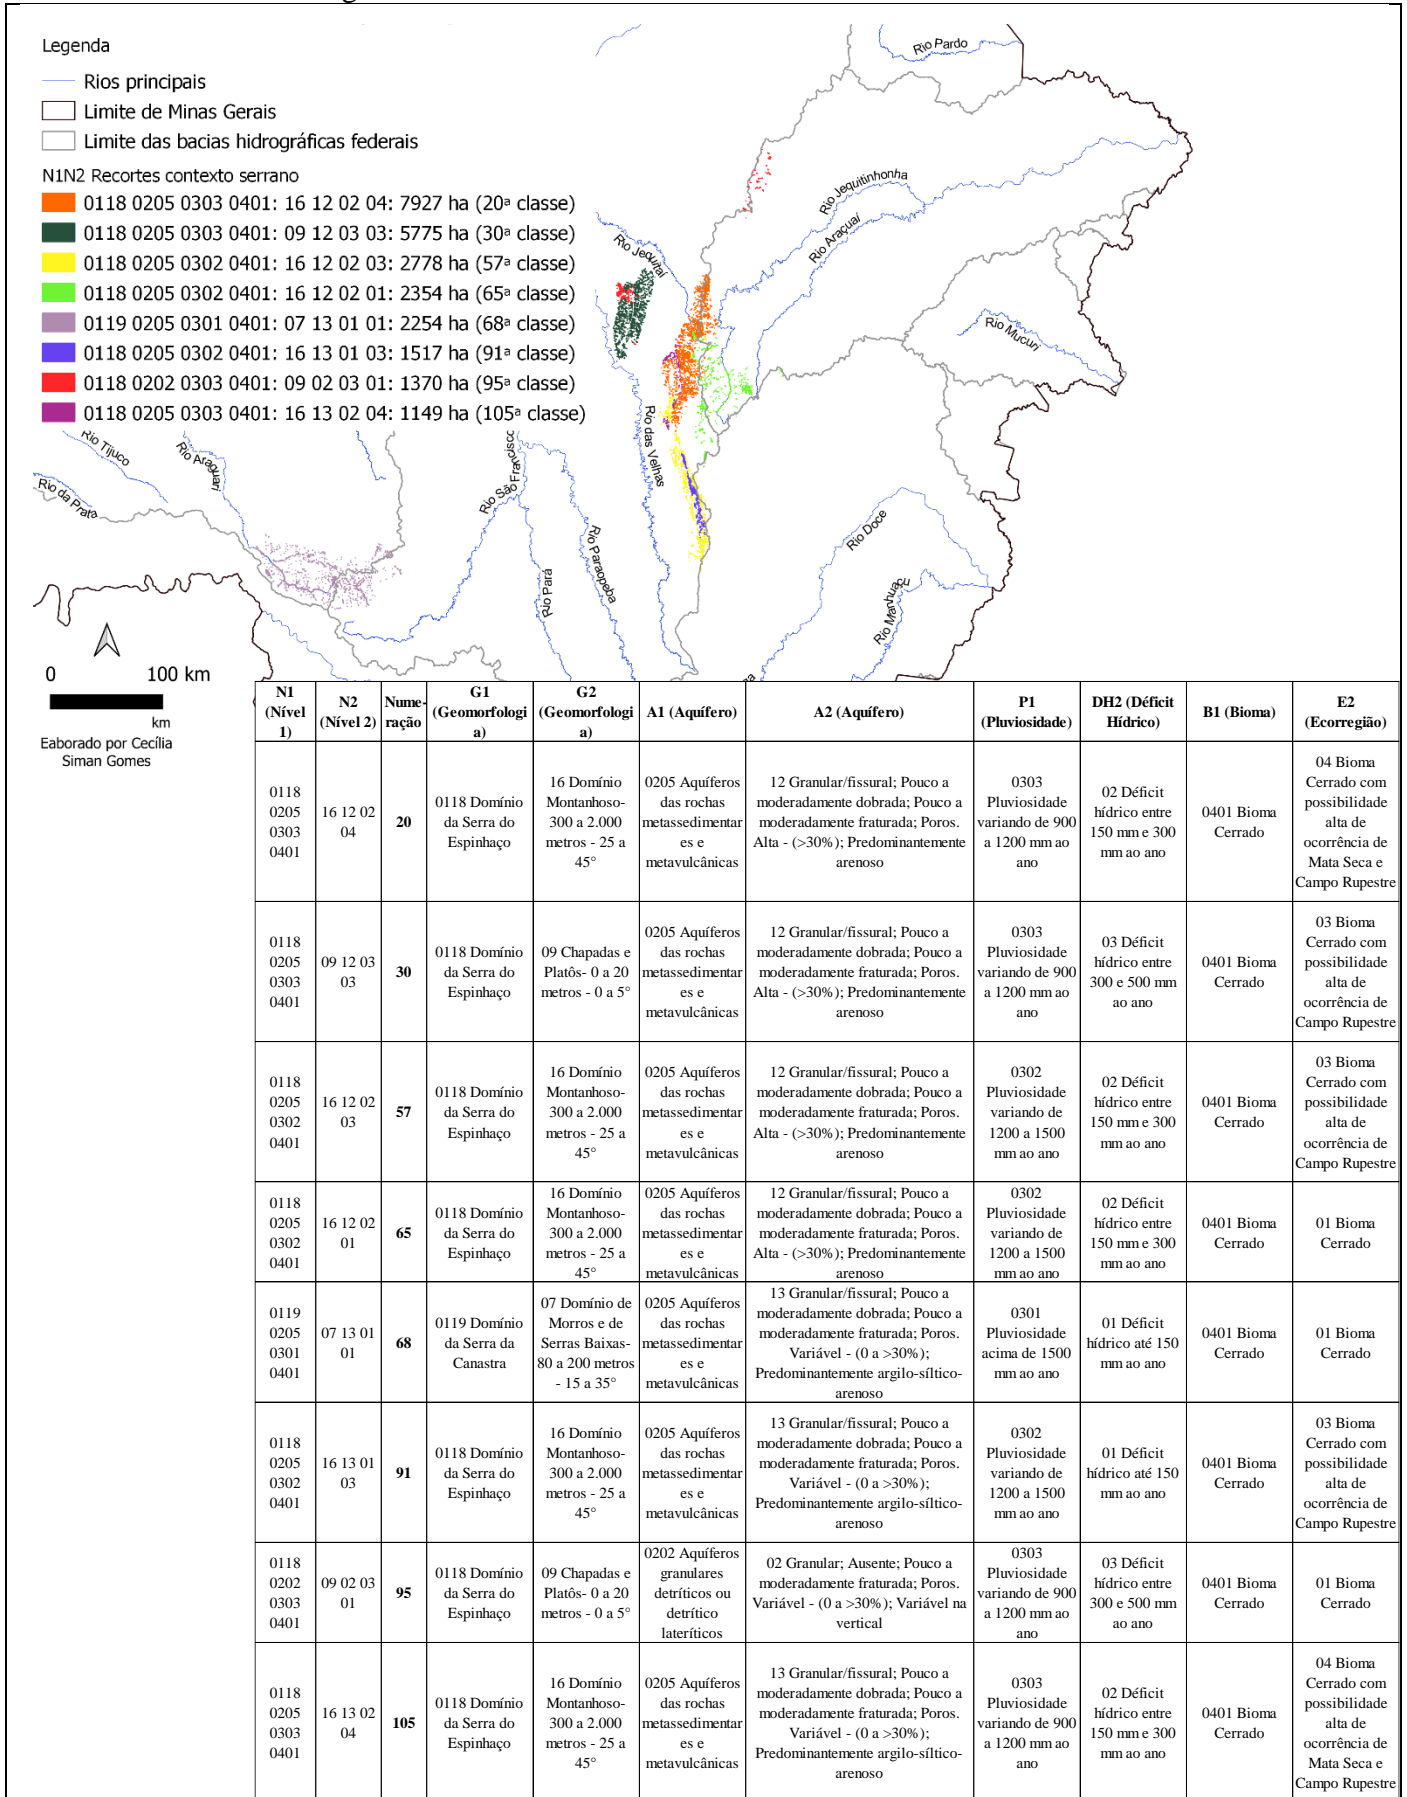 Legenda
Rios principais
Limite de Minas Gerais
Limite das bacias hidrográficas federais
N1N2 Recortes contexto serrano
0118 0205 0303 0401: 16 12 02 04: 7927 ha (20ª classe)
0118 0205 0303 0401: 09 12 03 03: 5775 ha (30ª classe)
0118 0205 0302 0401: 16 12 02 03: 2778 ha (57ª classe)
0118 0205 0302 0401: 16 12 02 01: 2354 ha (65ª classe)
0119 0205 0301 0401: 07 13 01 01: 2254 ha (68ª classe)
0118 0205 0302 0401: 16 13 01 03: 1517 ha (91ª classe)
0118 0202 0303 0401: 09 02 03 01: 1370 ha (95ª classe)
0118 0205 0303 0401: 16 13 02 04: 1149 ha (105ª classe)
Rio Pardo
Rio Jequitinhonha
Rio Araçuaí
Rio Jequitaí
Rio Mucuri
Rio das Velhas
Rio Tijuco
Rio Araguari
Rio da Prata
Rio São Francisco
Rio Paraopeba
Rio Pará
Rio Doce
Rio Manhuaç
0 100 km
km
Eaborado por Cecília
Siman Gomes
N1 (Nível 1) N2 (Nível 2) Nume-ração G1 (Geomorfologi a) G2 (Geomorfologi a) A1 (Aquífero) A2 (Aquífero) P1 (Pluviosidade) DH2 (Déficit Hídrico) B1 (Bioma) E2 (Ecorregião)
0118 0205 0303 0401 16 12 02 04 20 0118 Domínio da Serra do Espinhaço 16 Domínio Montanhoso- 300 a 2.000 metros - 25 a 45° 0205 Aquíferos das rochas metassedimentar es e metavulcânicas 12 Granular/fissural; Pouco a moderadamente dobrada; Pouco a moderadamente fraturada; Poros. Alta - (>30%); Predominantemente arenoso 0303 Pluviosidade variando de 900 a 1200 mm ao ano 02 Déficit hídrico entre 150 mm e 300 mm ao ano 0401 Bioma Cerrado 04 Bioma Cerrado com possibilidade alta de ocorrência de Mata Seca e Campo Rupestre
0118 0205 0303 0401 09 12 03 03 30 0118 Domínio da Serra do Espinhaço 09 Chapadas e Platôs- 0 a 20 metros - 0 a 5° 0205 Aquíferos das rochas metassedimentar es e metavulcânicas 12 Granular/fissural; Pouco a moderadamente dobrada; Pouco a moderadamente fraturada; Poros. Alta - (>30%); Predominantemente arenoso 0303 Pluviosidade variando de 900 a 1200 mm ao ano 03 Déficit hídrico entre 300 e 500 mm ao ano 0401 Bioma Cerrado 03 Bioma Cerrado com possibilidade alta de ocorrência de Campo Rupestre
0118 0205 0302 0401 16 12 02 03 57 0118 Domínio da Serra do Espinhaço 16 Domínio Montanhoso- 300 a 2.000 metros - 25 a 45° 0205 Aquíferos das rochas metassedimentar es e metavulcânicas 12 Granular/fissural; Pouco a moderadamente dobrada; Pouco a moderadamente fraturada; Poros. Alta - (>30%); Predominantemente arenoso 0302 Pluviosidade variando de 1200 a 1500 mm ao ano 02 Déficit hídrico entre 150 mm e 300 mm ao ano 0401 Bioma Cerrado 03 Bioma Cerrado com possibilidade alta de ocorrência de Campo Rupestre
0118 0205 0302 0401 16 12 02 01 65 0118 Domínio da Serra do Espinhaço 16 Domínio Montanhoso- 300 a 2.000 metros - 25 a 45° 0205 Aquíferos das rochas metassedimentar es e metavulcânicas 12 Granular/fissural; Pouco a moderadamente dobrada; Pouco a moderadamente fraturada; Poros. Alta - (>30%); Predominantemente arenoso 0302 Pluviosidade variando de 1200 a 1500 mm ao ano 02 Déficit hídrico entre 150 mm e 300 mm ao ano 0401 Bioma Cerrado 01 Bioma Cerrado
0119 0205 0301 0401 07 13 01 01 68 0119 Domínio da Serra da Canastra 07 Domínio de Morros e de Serras Baixas- 80 a 200 metros - 15 a 35° 0205 Aquíferos das rochas metassedimentar es e metavulcânicas 13 Granular/fissural; Pouco a moderadamente dobrada; Pouco a moderadamente fraturada; Poros. Variável - (0 a >30%); Predominantemente argilo-síltico-arenoso 0301 Pluviosidade acima de 1500 mm ao ano 01 Déficit hídrico até 150 mm ao ano 0401 Bioma Cerrado 01 Bioma Cerrado
0118 0205 0302 0401 16 13 01 03 91 0118 Domínio da Serra do Espinhaço 16 Domínio Montanhoso- 300 a 2.000 metros - 25 a 45° 0205 Aquíferos das rochas metassedimentar es e metavulcânicas 13 Granular/fissural; Pouco a moderadamente dobrada; Pouco a moderadamente fraturada; Poros. Variável - (0 a >30%); Predominantemente argilo-síltico-arenoso 0302 Pluviosidade variando de 1200 a 1500 mm ao ano 01 Déficit hídrico até 150 mm ao ano 0401 Bioma Cerrado 03 Bioma Cerrado com possibilidade alta de ocorrência de Campo Rupestre
0118 0202 0303 0401 09 02 03 01 95 0118 Domínio da Serra do Espinhaço 09 Chapadas e Platôs- 0 a 20 metros - 0 a 5° 0202 Aquíferos granulares detríticos ou detrítico lateríticos 02 Granular; Ausente; Pouco a moderadamente fraturada; Poros. Variável - (0 a >30%); Variável na vertical 0303 Pluviosidade variando de 900 a 1200 mm ao ano 03 Déficit hídrico entre 300 e 500 mm ao ano 0401 Bioma Cerrado 01 Bioma Cerrado
0118 0205 0303 0401 16 13 02 04 105 0118 Domínio da Serra do Espinhaço 16 Domínio Montanhoso- 300 a 2.000 metros - 25 a 45° 0205 Aquíferos das rochas metassedimentar es e metavulcânicas 13 Granular/fissural; Pouco a moderadamente dobrada; Pouco a moderadamente fraturada; Poros. Variável - (0 a >30%); Predominantemente argilo-síltico-arenoso 0303 Pluviosidade variando de 900 a 1200 mm ao ano 02 Déficit hídrico entre 150 mm e 300 mm ao ano 0401 Bioma Cerrado 04 Bioma Cerrado com possibilidade alta de ocorrência de Mata Seca e Campo Rupestre